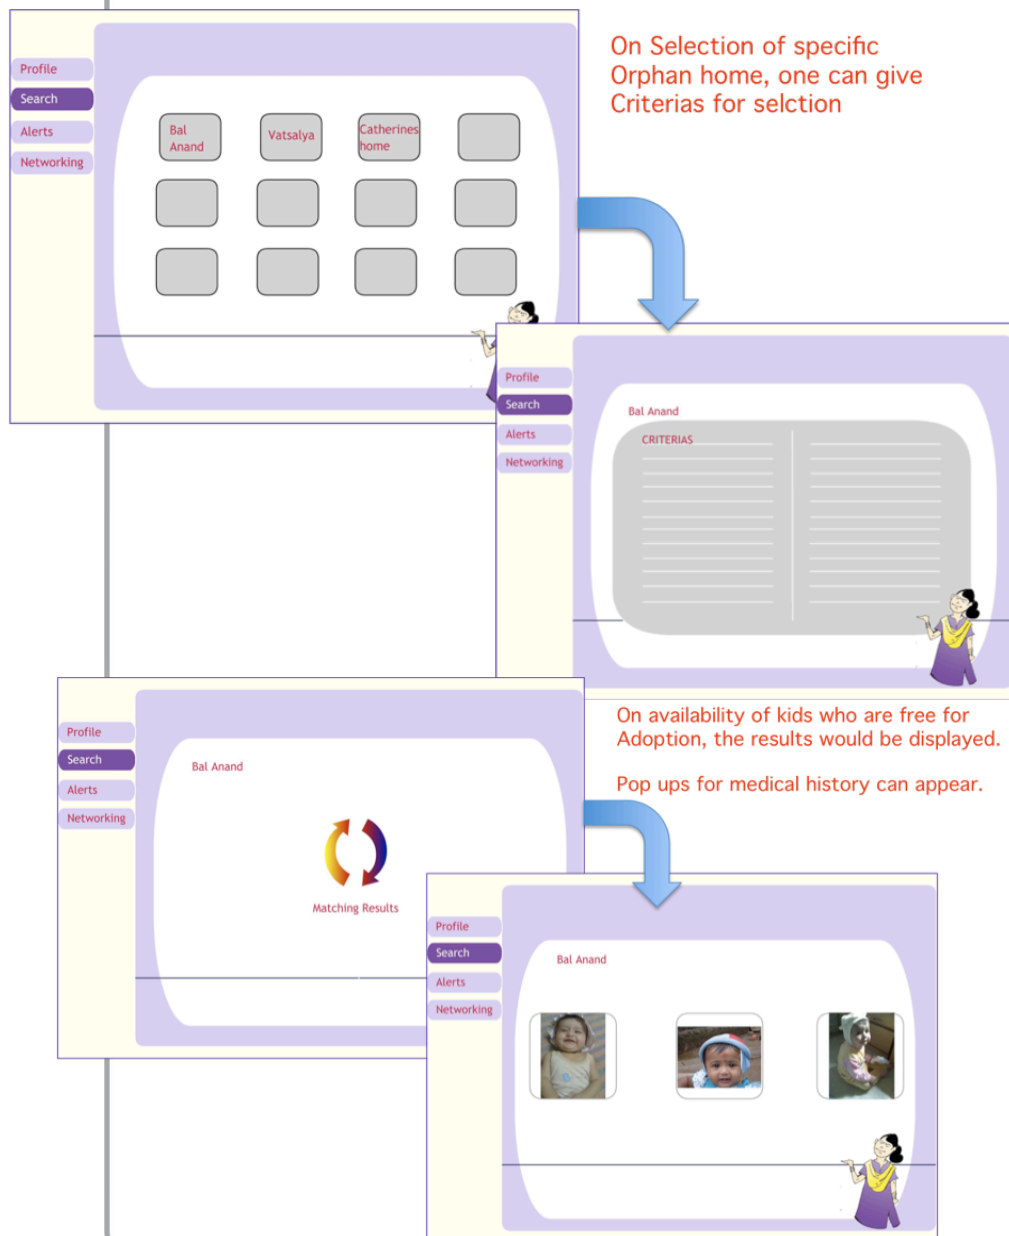 Profile
Search
Alerts
Networking
Bal
Anand
Vatsalya
Catherines
home
On Selection of specific
Orphan home, one can give
Criterias for selction
Profile
Search
Alerts
Networking
Bal Anand
CRITERIAS
Profile
Search
Alerts
Networking
Bal Anand
Matching Results
On availability of kids who are free for
Adoption, the results would be displayed.
Pop ups for medical history can appear.
Profile
Search
Alerts
Networking
Bal Anand